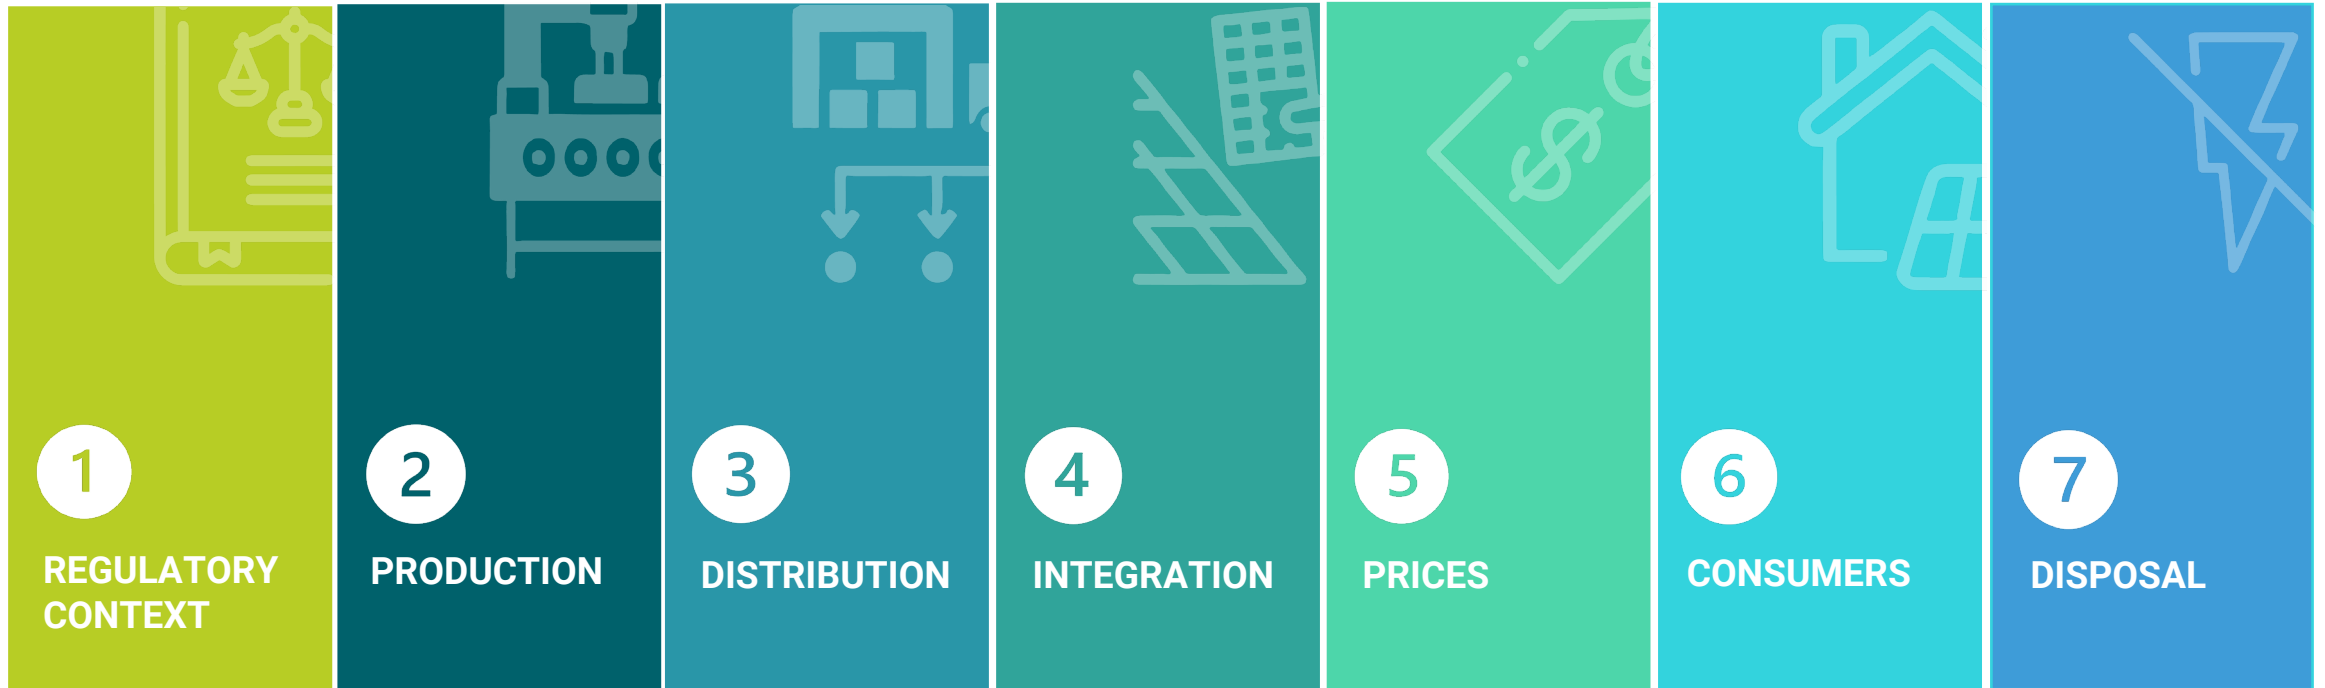 1
REGULATORY
CONTEXT
2
PRODUCTION
3
DISTRIBUTION
4
INTEGRATION
$
5
PRICES
6
CONSUMERS
7
DISPOSAL